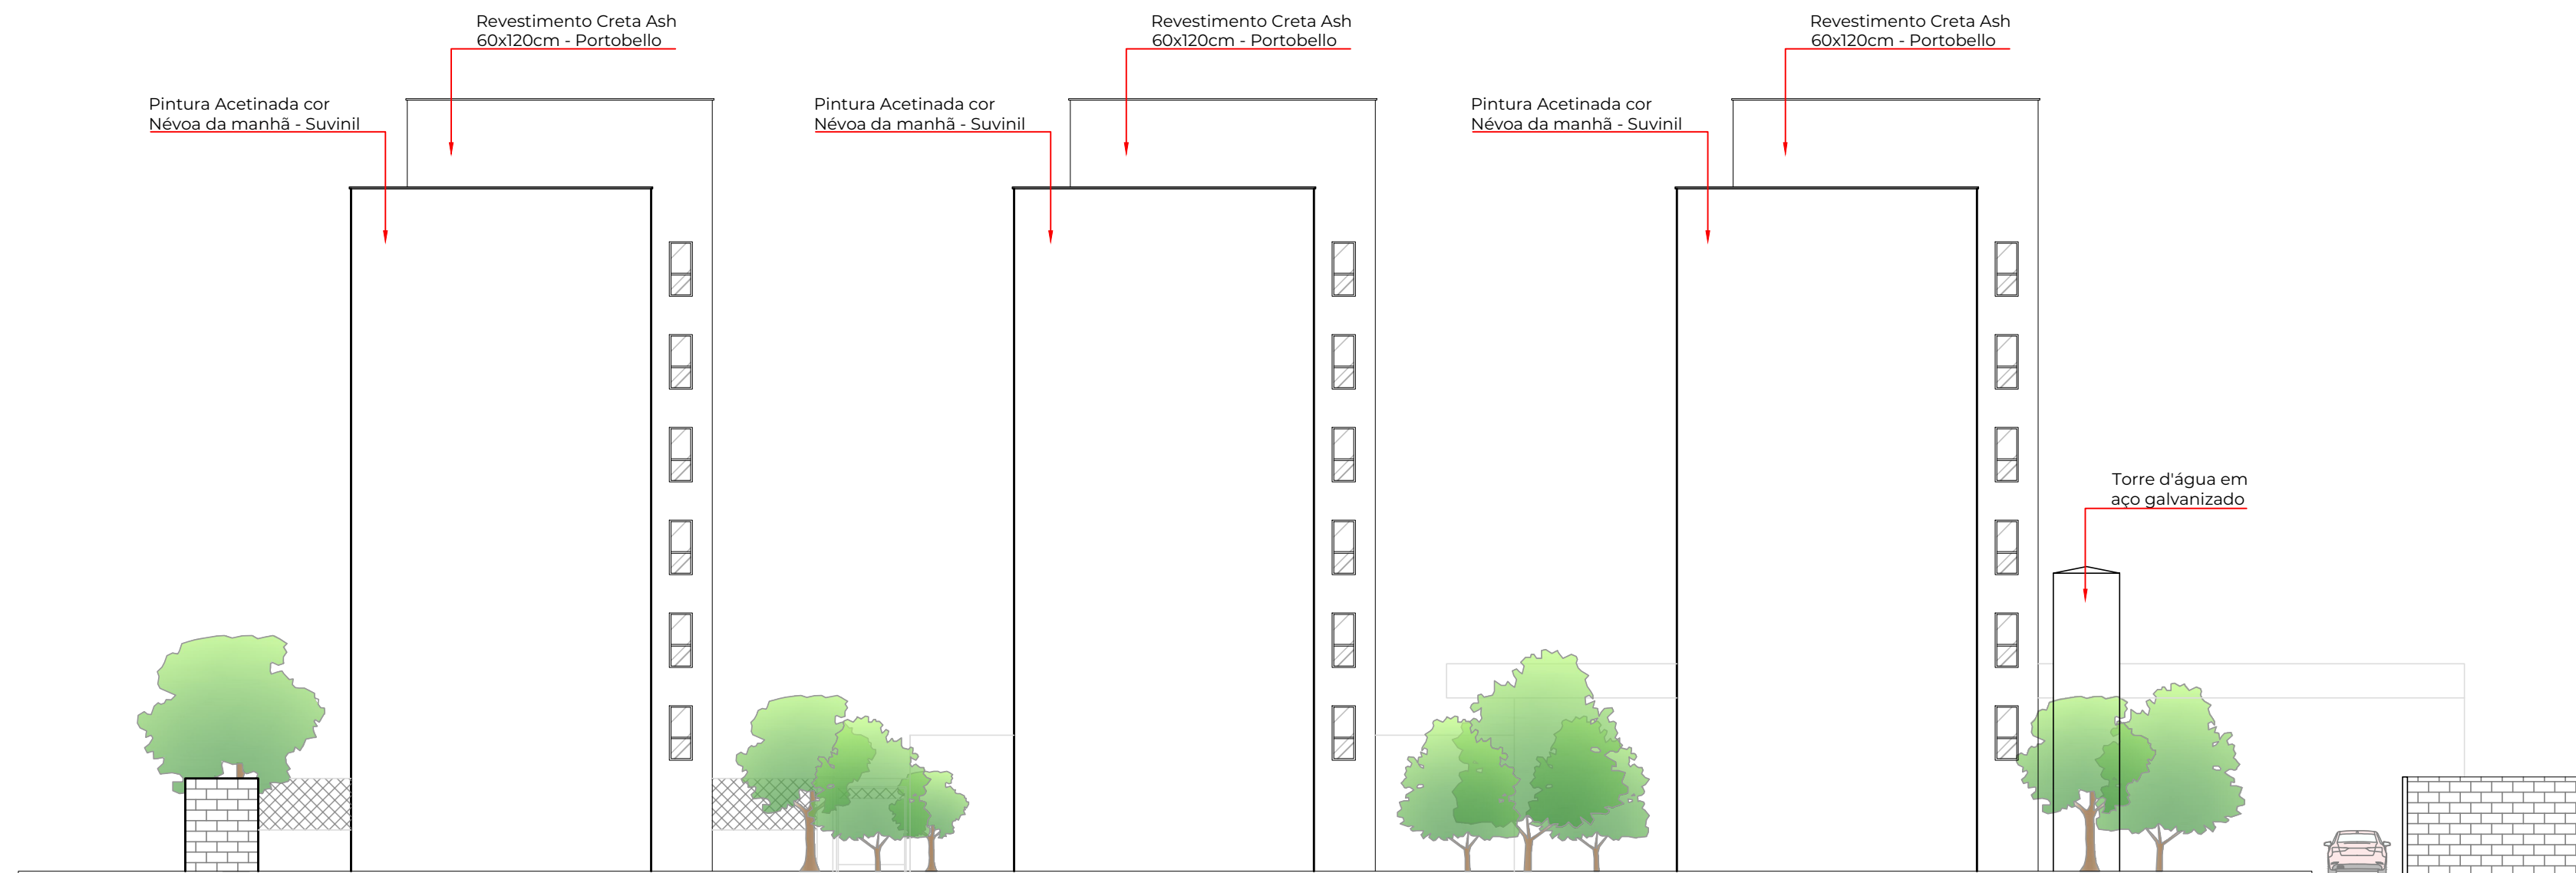 Revestimento Creta Ash
60x120cm - Portobello
Pintura Acetinada cor
Névoa da manhã - Suvinil
Revestimento Creta Ash
60x120cm - Portobello
Pintura Acetinada cor
Névoa da manhã - Suvinil
Revestimento Creta Ash
60x120cm - Portobello
Pintura Acetinada cor
Névoa da manhã - Suvinil
Torre d'água em
aço galvanizado